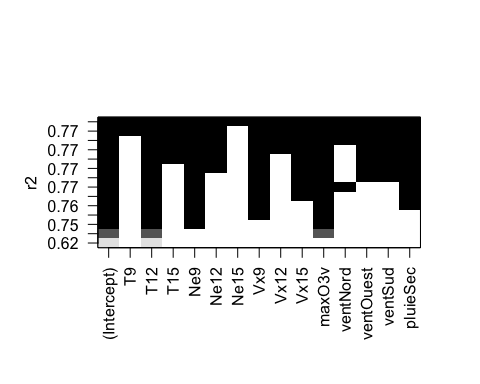 r2
0.77
0.77
0.77
0.77
0.76
0.75
0.62
(Intercept)
T9
T12
T15
Ne9
Ne12
Ne15
Vx9
Vx12
Vx15
maxO3v
ventNord
ventOuest
ventSud
pluieSec